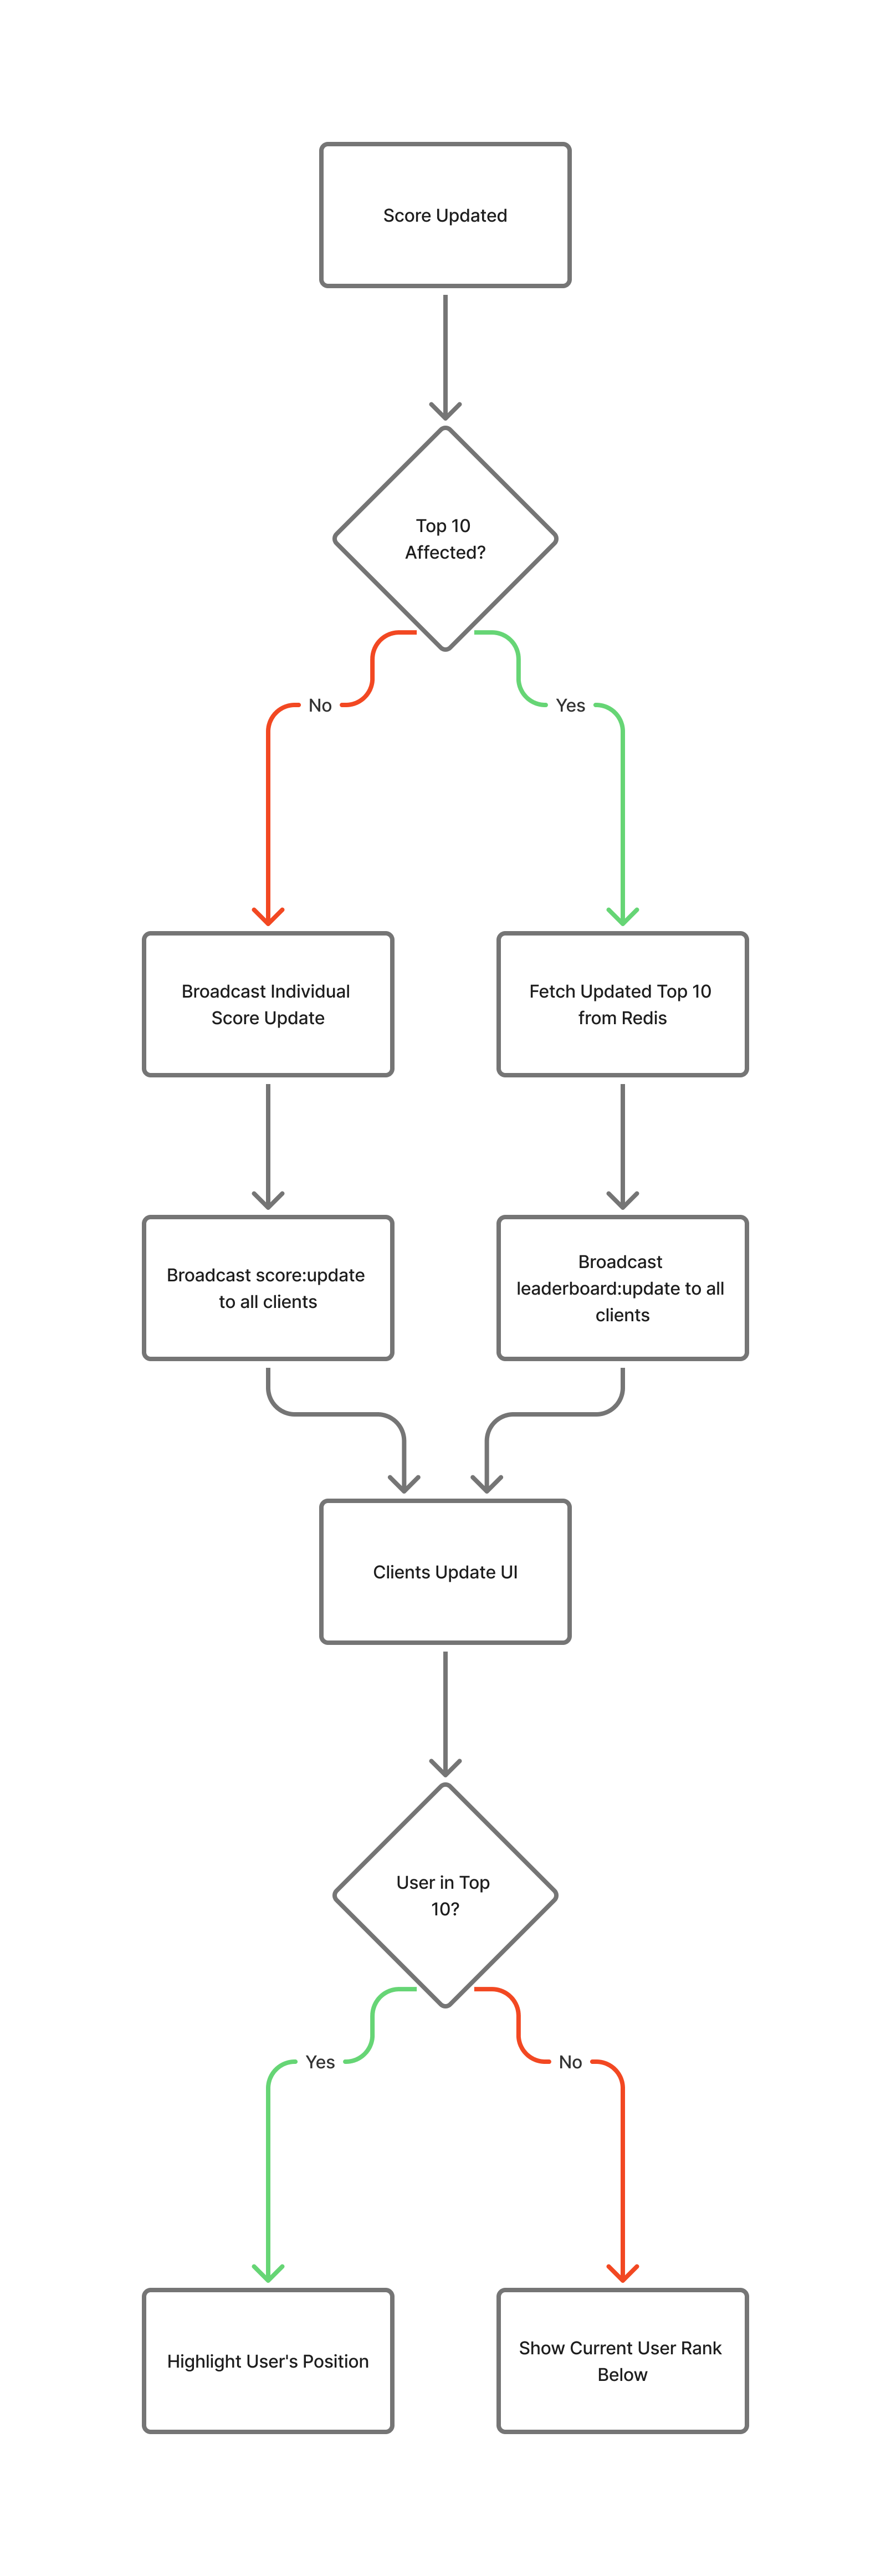 Score Updated
Top 10
Affected?
No
Yes
Broadcast Individual
Score Update
Fetch Updated Top 10
from Redis
Broadcast score:update
to all clients
Broadcast
leaderboard:update to all
clients
Clients Update UI
User in Top
10?
Yes
No
Highlight User's Position
Show Current User Rank
Below